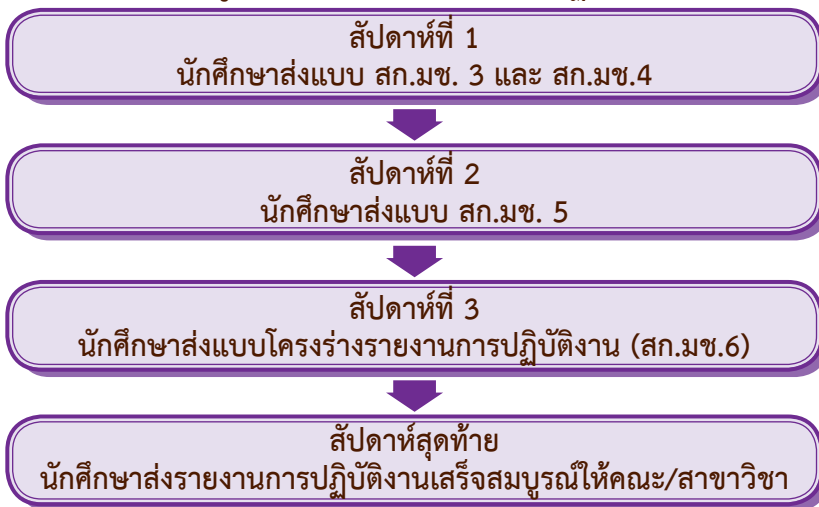 สัปดาห์ที่ 1
นักศึกษาส่งแบบ สก.มช. 3 และ สก.มช.4
สัปดาห์ที่ 2
นักศึกษาส่งแบบ สก.มช. 5
สัปดาห์ที่ 3
นักศึกษาส่งแบบโครงร่างรายงานการปฏิบัติงาน (สก.มช.6)
สัปดาห์สุดท้าย
นักศึกษาส่งรายงานการปฏิบัติงานเสร็จสมบูรณ์ให้คณะ/สาขาวิชา